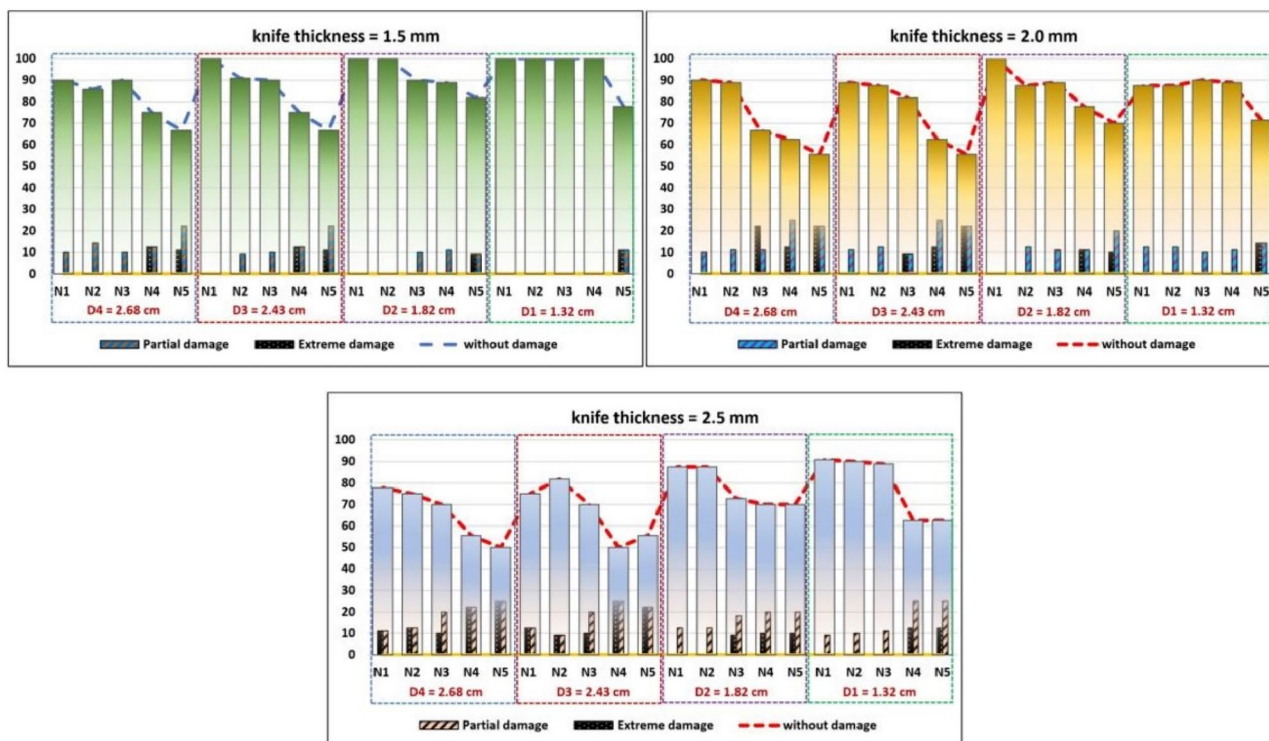 knife thickness = 1.5 mm
100
90
80
70
60
50
40
30
20
10
0
N1 N2 N3 N4 N5 N1 N2 N3 N4 N5 N1 N2 N3 N4 N5 N1 N2 N3 N4 N5
D4 = 2.68 cm D3 = 2.43 cm D2 = 1.82 cm D1 = 1.32 cm
Partial damage Extreme damage without damage
knife thickness = 2.0 mm
100
90
80
70
60
50
40
30
20
10
0
N1 N2 N3 N4 N5 N1 N2 N3 N4 N5 N1 N2 N3 N4 N5 N1 N2 N3 N4 N5
D4 = 2.68 cm D3 = 2.43 cm D2 = 1.82 cm D1 = 1.32 cm
Partial damage Extreme damage without damage
knife thickness = 2.5 mm
100
90
80
70
60
50
40
30
20
10
0
N1 N2 N3 N4 N5 N1 N2 N3 N4 N5 N1 N2 N3 N4 N5 N1 N2 N3 N4 N5
D4 = 2.68 cm D3 = 2.43 cm D2 = 1.82 cm D1 = 1.32 cm
Partial damage Extreme damage without damage